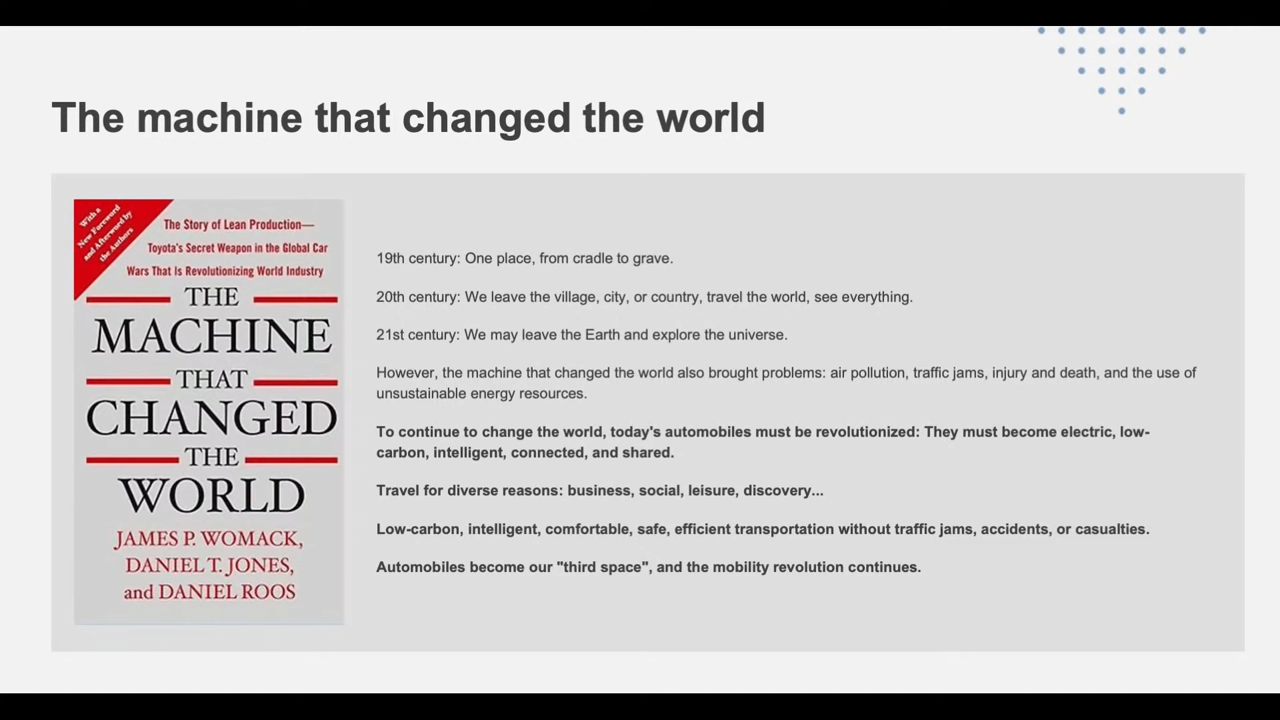 The machine that changed the world
With a
New Foreword
and Afterword by
the Authors
The Story of Lean Production—
Toyota's Secret Weapon in the Global Car
Wars That Is Revolutionizing World Industry
THE
MACHINE
THAT
CHANGED
THE
WORLD
JAMES P. WOMACK,
DANIEL T. JONES,
and DANIEL ROOS
19th century: One place, from cradle to grave.
20th century: We leave the village, city, or country, travel the world, see everything.
21st century: We may leave the Earth and explore the universe.
However, the machine that changed the world also brought problems: air pollution, traffic jams, injury and death, and the use of
unsustainable energy resources.
To continue to change the world, today's automobiles must be revolutionized: They must become electric, low-
carbon, intelligent, connected, and shared.
Travel for diverse reasons: business, social, leisure, discovery...
Low-carbon, intelligent, comfortable, safe, efficient transportation without traffic jams, accidents, or casualties.
Automobiles become our "third space", and the mobility revolution continues.